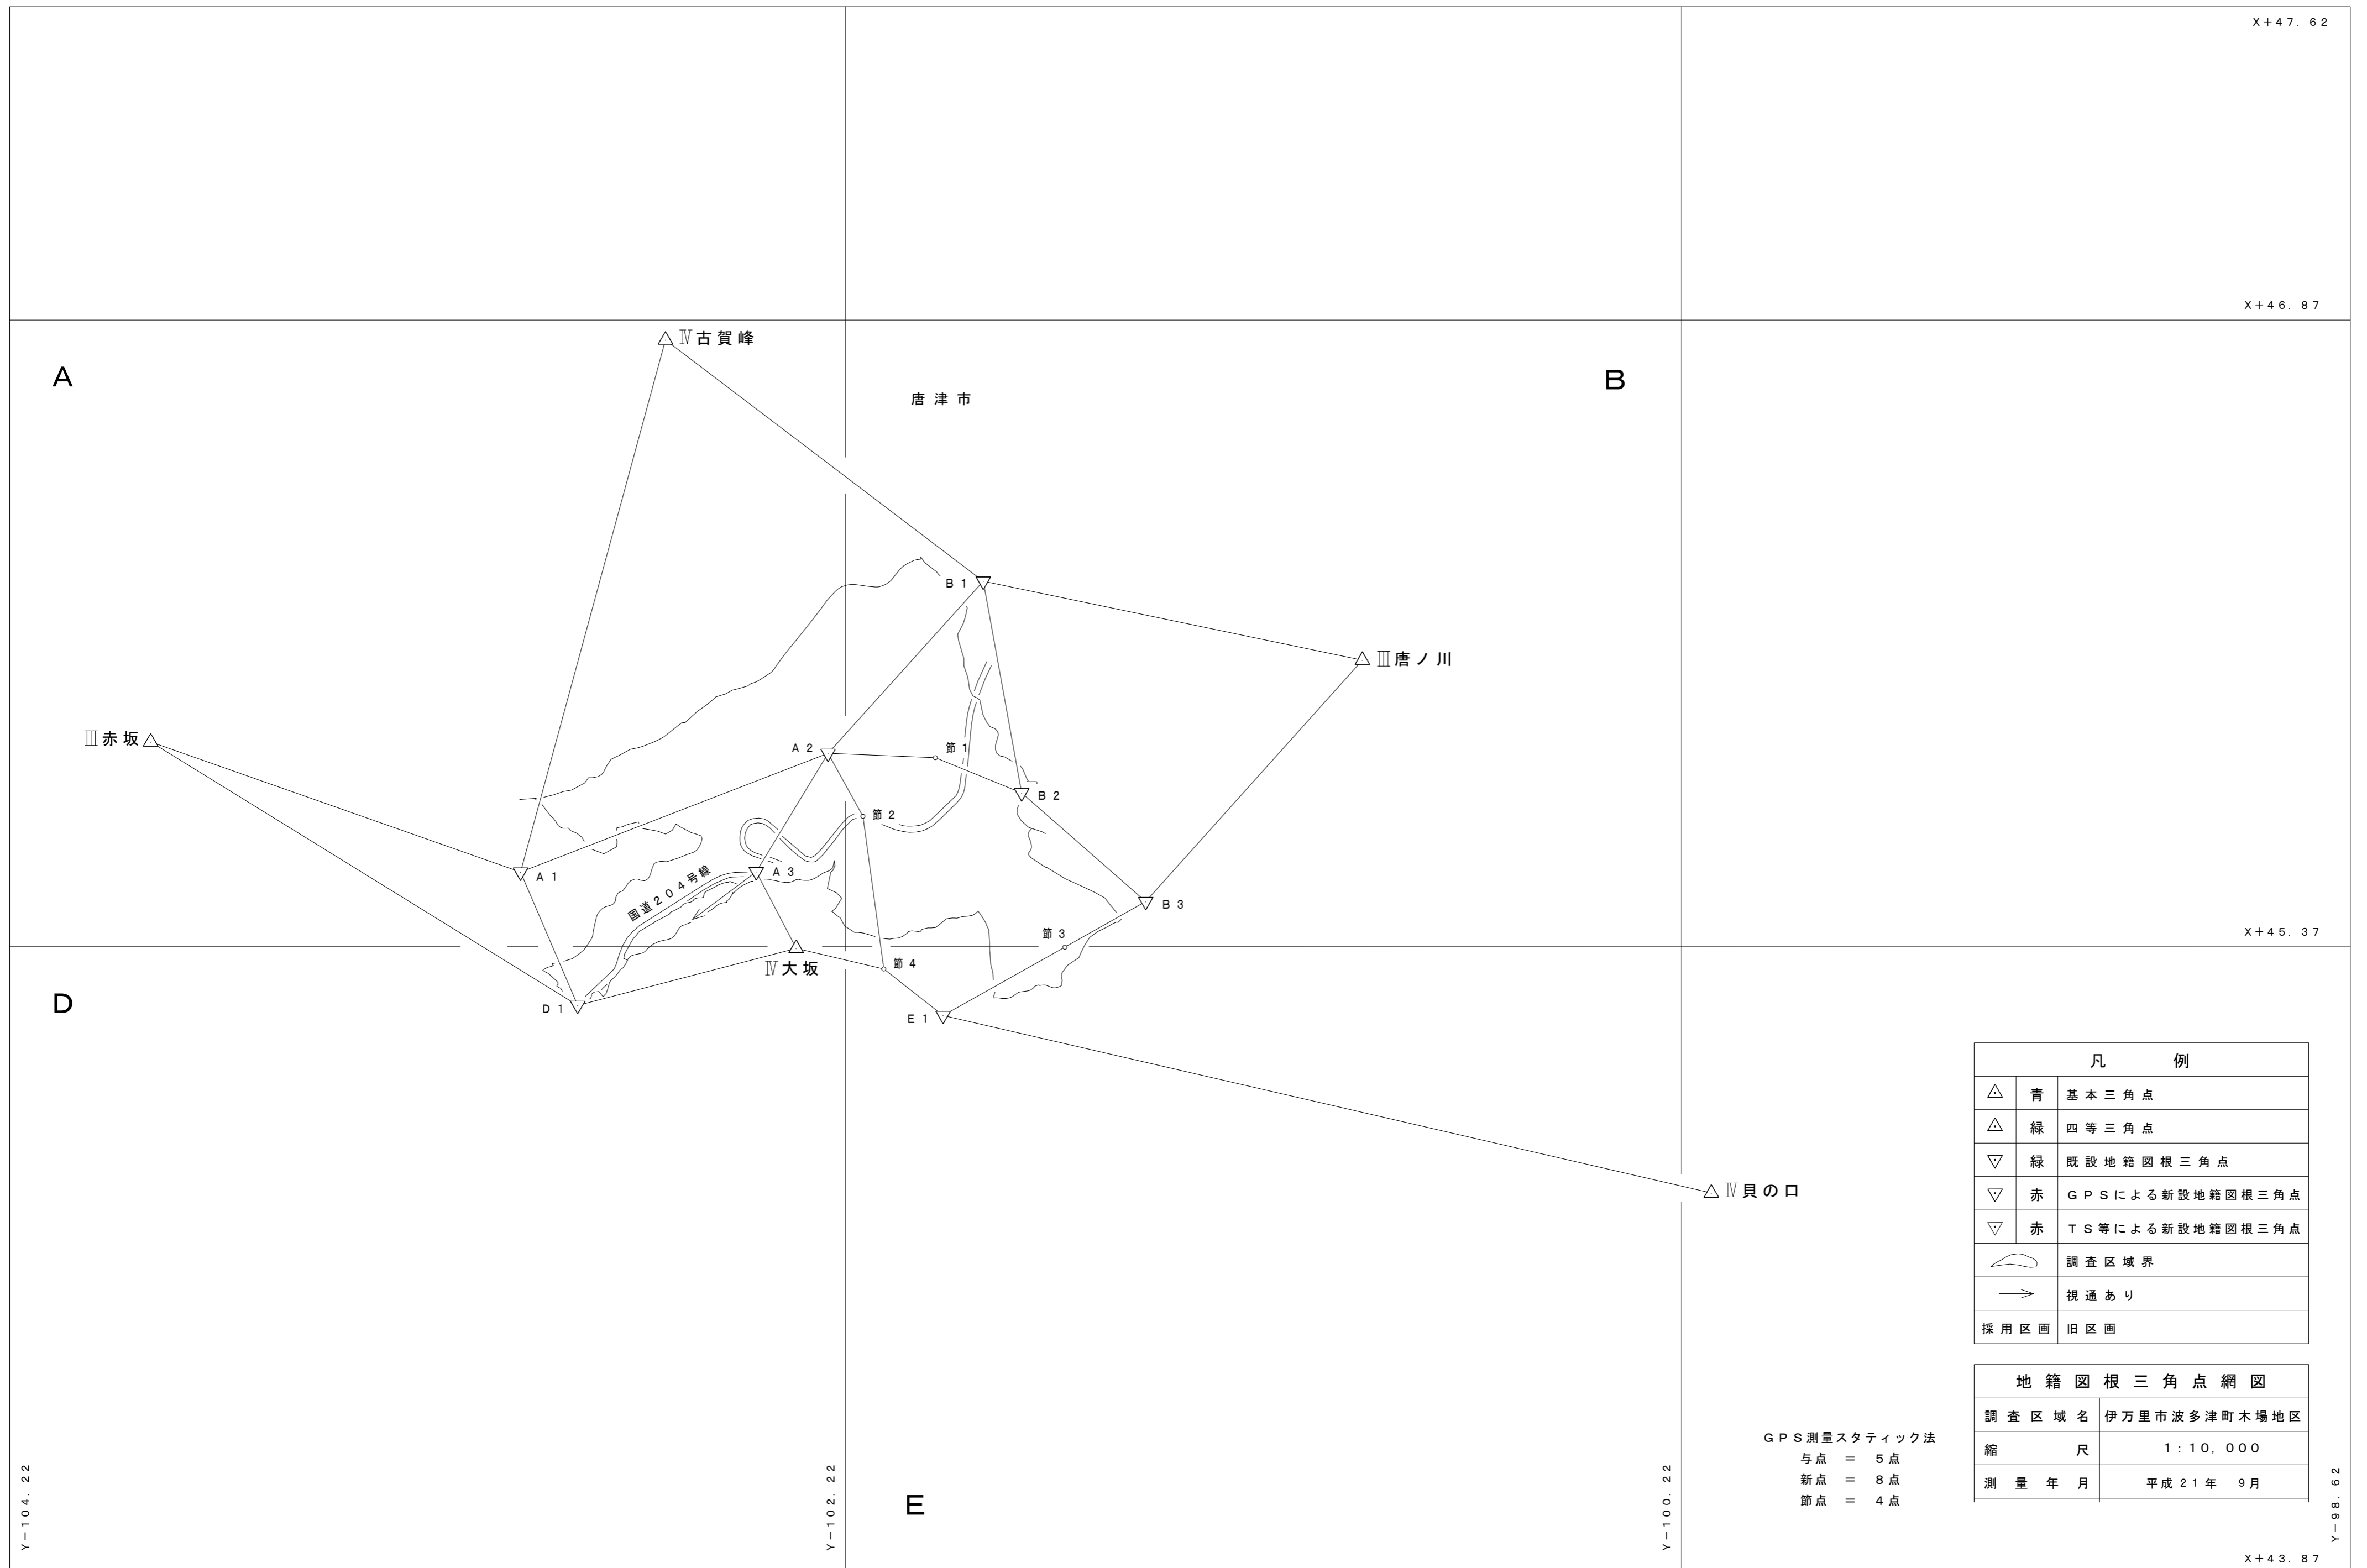 X+47.62
X+46.87
Ⅳ古賀峰
A
B
唐津市
B1
Ⅲ唐ノ川
Ⅲ赤坂
A2
節1
B2
節2
A1
A3
国道204号線
B3
節3
X+45.37
Ⅳ大坂
節4
D
D1
E1
Ⅳ貝の口
凡例
青 基本三角点
緑 四等三角点
緑 既設地籍図根三角点
赤 GPSによる新設地籍図根三角点
赤 TS等による新設地籍図根三角点
調査区域界
視通あり
採用区画 旧区画
地籍図根三角点網図
調査区域名 伊万里市波多津町木場地区
縮尺 1:10,000
測量年月 平成21年 9月
GPS測量スタティック法
与点 = 5点
新点 = 8点
節点 = 4点
E
Y-104.22
Y-102.22
Y-100.22
Y-98.62
X+43.87